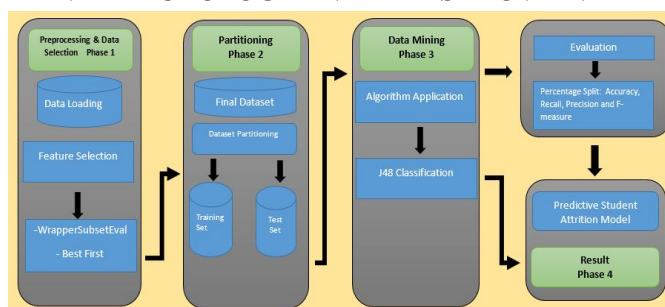 Preprocessing & Data
Selection Phase 1
Data Loading
Feature Selection
-WrapperSubsetEval
- Best First
Partitioning
Phase 2
Final Dataset
Dataset Partitioning
Training
Set
Test
Set
Data Mining
Phase 3
Algorithm Application
J48 Classification
Evaluation
Percentage Split: Accuracy,
Recall, Precision and F-
measure
Predictive Student
Attrition Model
Result
Phase 4